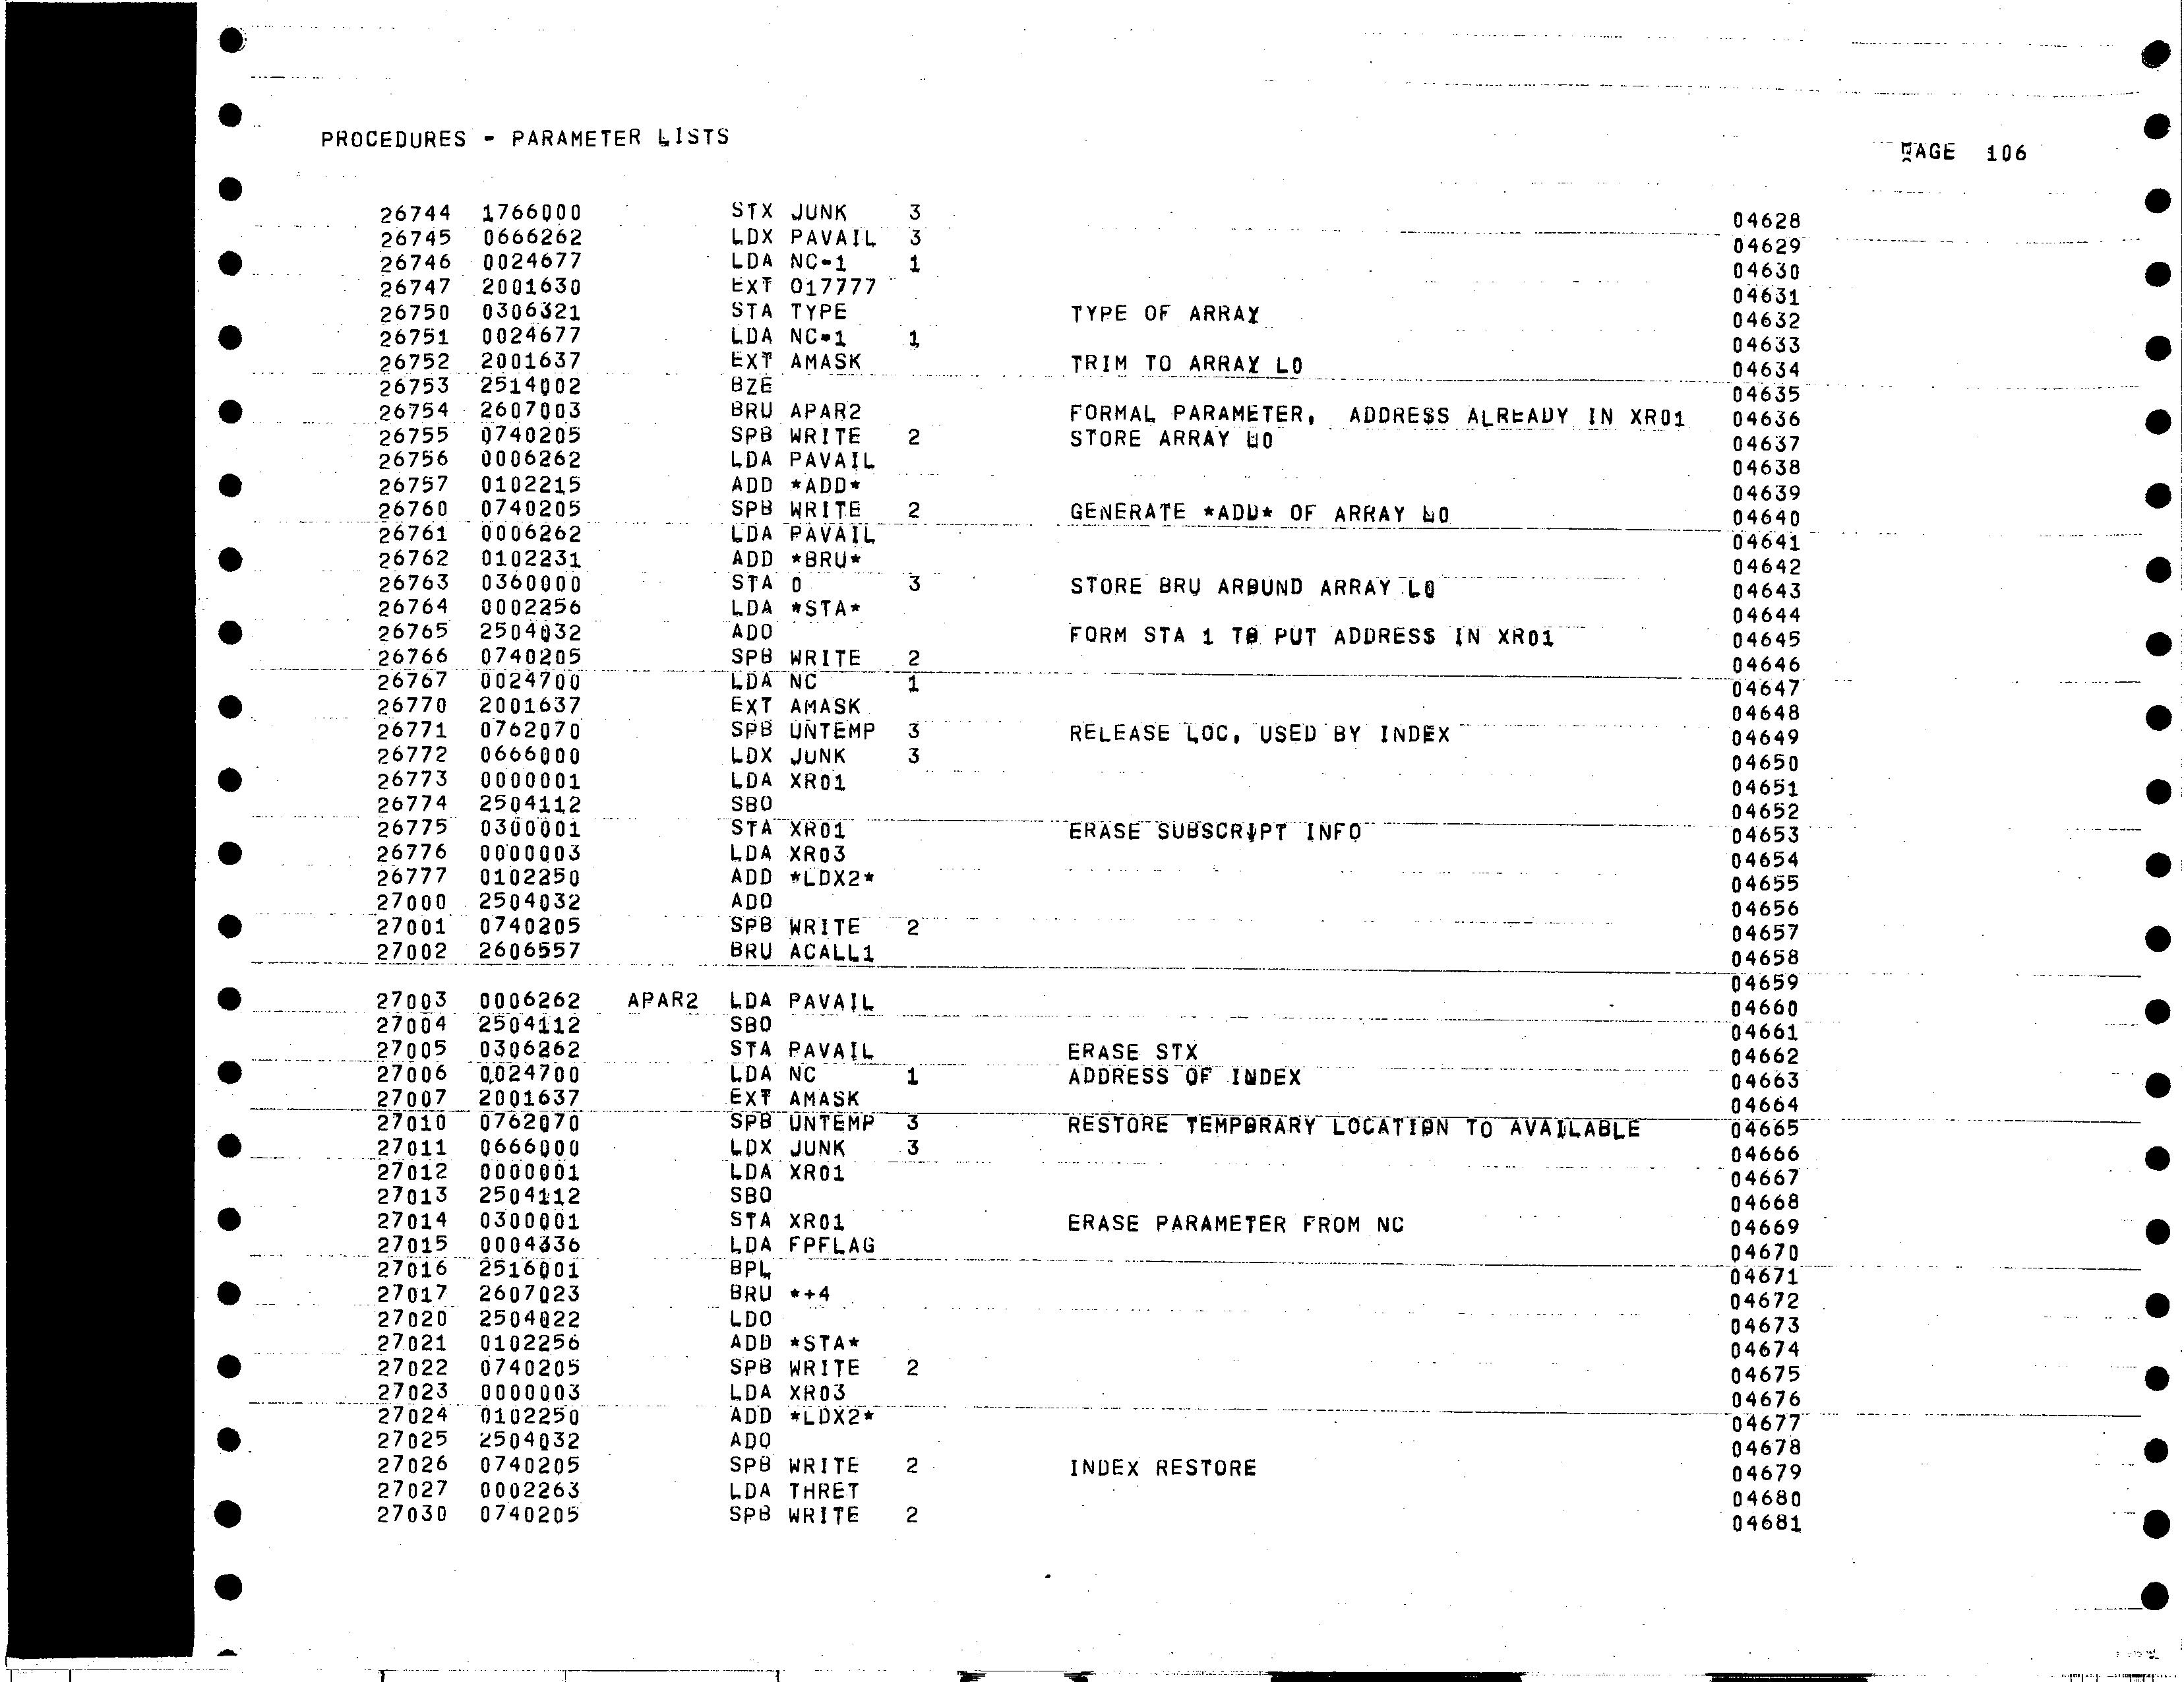 PROCEDURES - PARAMETER LISTS
PAGE 106
26744 1766000 STX JUNK 3 04628
26745 0666262 LDX PAVAIL 3 04629
26746 0024677 LDA NC-1 1 04630
26747 2001630 EXT 017777 04631
26750 0306321 STA TYPE TYPE OF ARRAY 04632
26751 0024677 LDA NC-1 1 04633
26752 2001637 EXT AMASK TRIM TO ARRAY L0 04634
26753 2514002 BZE 04635
26754 2607003 BRU APAR2 FORMAL PARAMETER, ADDRESS ALREADY IN XR01 04636
26755 0740205 SPB WRITE 2 STORE ARRAY L0 04637
26756 0006262 LDA PAVAIL 04638
26757 0102215 ADD *ADD* 04639
26760 0740205 SPB WRITE 2 GENERATE *ADD* OF ARRAY L0 04640
26761 0006262 LDA PAVAIL 04641
26762 0102231 ADD *BRU* 04642
26763 0360000 STA 0 3 STORE BRU AROUND ARRAY L0 04643
26764 0002256 LDA *STA* 04644
26765 2504032 ADO FORM STA 1 TO PUT ADDRESS IN XR01 04645
26766 0740205 SPB WRITE 2 04646
26767 0024700 LDA NC 1 04647
26770 2001637 EXT AMASK 04648
26771 0762070 SPB UNTEMP 3 RELEASE LOC, USED BY INDEX 04649
26772 0666000 LDX JUNK 3 04650
26773 0000001 LDA XR01 04651
26774 2504112 SBO 04652
26775 0300001 STA XR01 ERASE SUBSCRIPT INFO 04653
26776 0000003 LDA XR03 04654
26777 0102250 ADD *LDX2* 04655
27000 2504032 ADO 04656
27001 0740205 SPB WRITE 2 04657
27002 2606557 BRU ACALL1 04658
04659
27003 0006262 APAR2 LDA PAVAIL 04660
27004 2504112 SBO 04661
27005 0306262 STA PAVAIL ERASE STX 04662
27006 0024700 LDA NC 1 ADDRESS OF INDEX 04663
27007 2001637 EXT AMASK 04664
27010 0762070 SPB UNTEMP 3 RESTORE TEMPORARY LOCATION TO AVAILABLE 04665
27011 0666000 LDX JUNK 3 04666
27012 0000001 LDA XR01 04667
27013 2504112 SBO 04668
27014 0300001 STA XR01 ERASE PARAMETER FROM NC 04669
27015 0004336 LDA FPFLAG 04670
27016 2516001 BPL 04671
27017 2607023 BRU *+4 04672
27020 2504022 LDO 04673
27021 0102256 ADD *STA* 04674
27022 0740205 SPB WRITE 2 04675
27023 0000003 LDA XR03 04676
27024 0102250 ADD *LDX2* 04677
27025 2504032 ADO 04678
27026 0740205 SPB WRITE 2 INDEX RESTORE 04679
27027 0002263 LDA THRET 04680
27030 0740205 SPB WRITE 2 04681